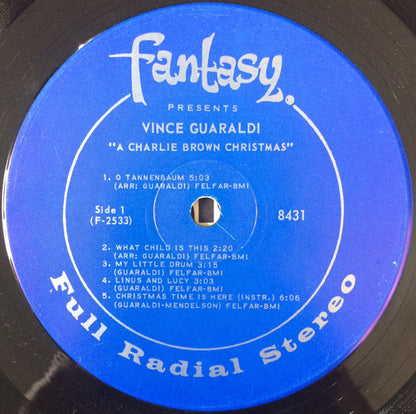 fantasy.
PRESENTS
VINCE GUARALDI
"A CHARLIE BROWN CHRISTMAS"
1. O TANNENBAUM 5:03
(ARR: GUARALDI) FELFAR-BMI
Side 1
(F-2533)
8431
2. WHAT CHILD IS THIS 2:20
(ARR: GUARALDI) FELFAR-BMI
3. MY LITTLE DRUM 3:15
(GUARALDI) FELFAR-BMI
4. LINUS AND LUCY 3:03
(GUARALDI) FELFAR-BMI
5. CHRISTMAS TIME IS HERE (INSTR.) 6:06
(GUARALDI-MENDELSON) FELFAR-BMI
Full Radial Stereo